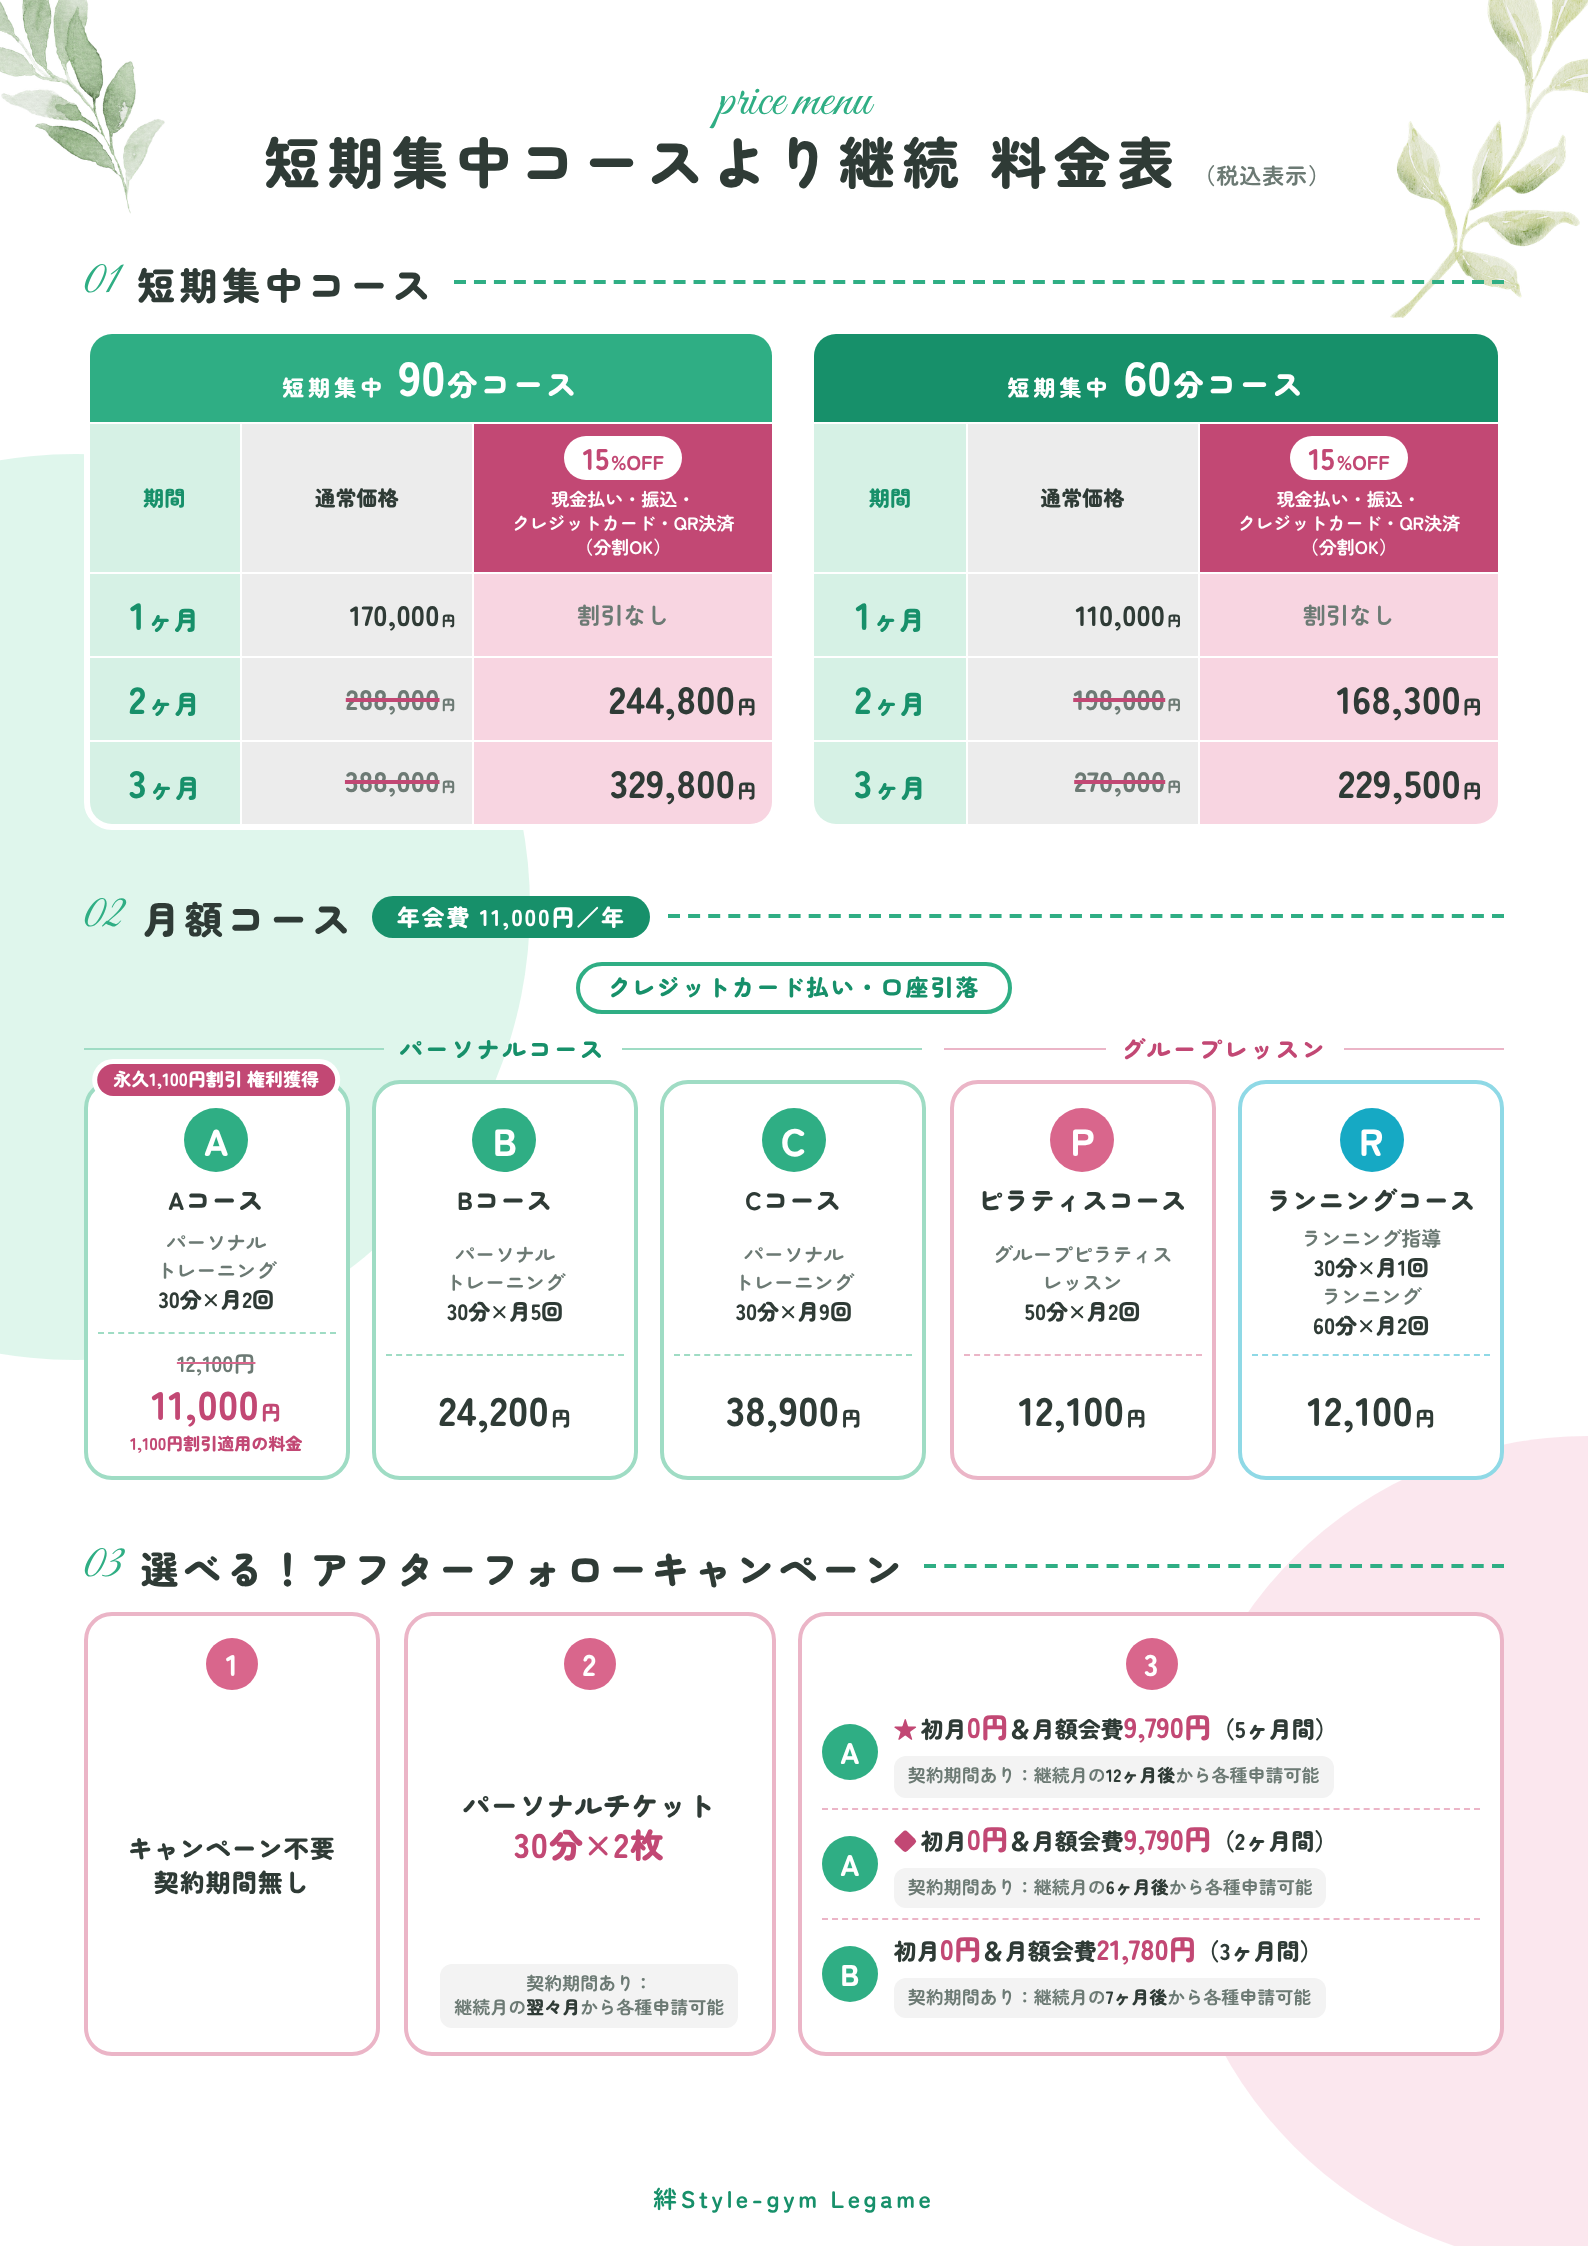 price menu
短期集中コースより継続 料金表 （税込表示）
01 短期集中コース
短期集中 90分コース
期間
通常価格
15%OFF
現金払い・振込・
クレジットカード・QR決済
（分割OK）
1ヶ月 170,000円 割引なし
2ヶ月 288,000円 244,800円
3ヶ月 388,000円 329,800円
短期集中 60分コース
期間
通常価格
15%OFF
現金払い・振込・
クレジットカード・QR決済
（分割OK）
1ヶ月 110,000円 割引なし
2ヶ月 198,000円 168,300円
3ヶ月 270,000円 229,500円
02 月額コース 年会費 11,000円／年
クレジットカード払い・口座引落
パーソナルコース
永久1,100円割引 権利獲得
A
Aコース
パーソナル
トレーニング
30分×月2回
12,100円
11,000円
1,100円割引適用の料金
B
Bコース
パーソナル
トレーニング
30分×月5回
24,200円
C
Cコース
パーソナル
トレーニング
30分×月9回
38,900円
グループレッスン
P
ピラティスコース
グループピラティス
レッスン
50分×月2回
12,100円
R
ランニングコース
ランニング指導
30分×月1回
ランニング
60分×月2回
12,100円
03 選べる！アフターフォローキャンペーン
1
キャンペーン不要
契約期間無し
2
パーソナルチケット
30分×2枚
契約期間あり：
継続月の翌々月から各種申請可能
3
A
★初月0円＆月額会費9,790円（5ヶ月間）
契約期間あり：継続月の12ヶ月後から各種申請可能
A
◆初月0円＆月額会費9,790円（2ヶ月間）
契約期間あり：継続月の6ヶ月後から各種申請可能
B
初月0円＆月額会費21,780円（3ヶ月間）
契約期間あり：継続月の7ヶ月後から各種申請可能
絆Style-gym Legame